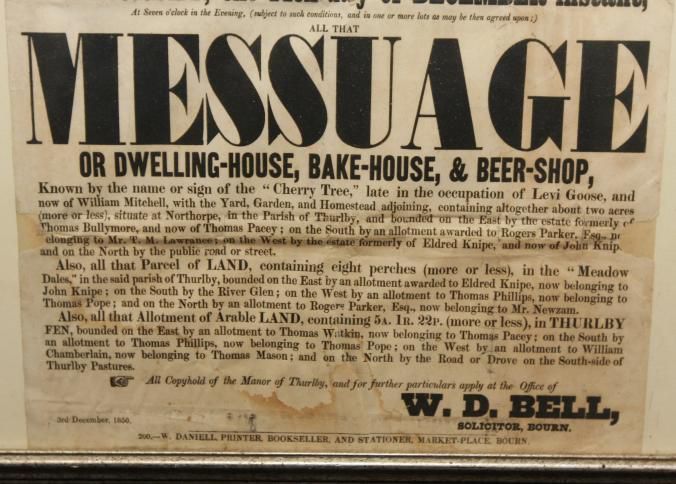 day of DECEMBER instant,
At Seven o'clock in the Evening, (subject to such conditions, and in one or more lots as may be then agreed upon;)
ALL THAT
MESSUAGE
OR DWELLING-HOUSE, BAKE-HOUSE, & BEER-SHOP,
Known by the name or sign of the "Cherry Tree," late in the occupation of Levi Goose, and
now of William Mitchell, with the Yard, Garden, and Homestead adjoining, containing altogether about two acres
(more or less), situate at Northorpe, in the Parish of Thurlby, and bounded on the East by the estate formerly of
Thomas Bullymore, and now of Thomas Pacey; on the South by an allotment awarded to Rogers Parker, Esq.,
belonging to Mr. T. M. Lawrance; on the West by the estate formerly of Eldred Knipe, and now of John Knip
and on the North by the public road or street.
Also, all that Parcel of LAND, containing eight perches (more or less), in the "Meadow
Dales," in the said parish of Thurlby, bounded on the East by an allotment awarded to Eldred Knipe, now belonging to
John Knipe; on the South by the River Glen; on the West by an allotment to Thomas Phillips, now belonging to
Thomas Pope; and on the North by an allotment to Rogers Parker, Esq., now belonging to Mr. Newzam.
Also, all that Allotment of Arable LAND, containing 5A. 1R. 22P. (more or less), in THURLBY
FEN, bounded on the East by an allotment to Thomas Watkin, now belonging to Thomas Pacey; on the South by
an allotment to Thomas Phillips, now belonging to Thomas Pope; on the West by an allotment to William
Chamberlain, now belonging to Thomas Mason; and on the North by the Road or Drove on the South-side of
Thurlby Pastures.
All Copyhold of the Manor of Thurlby, and for further particulars apply at the Office of
W. D. BELL,
SOLICITOR, BOURN.
3rd December, 1856.
200.—W. DANIELL, PRINTER, BOOKSELLER, AND STATIONER, MARKET-PLACE, BOURN.